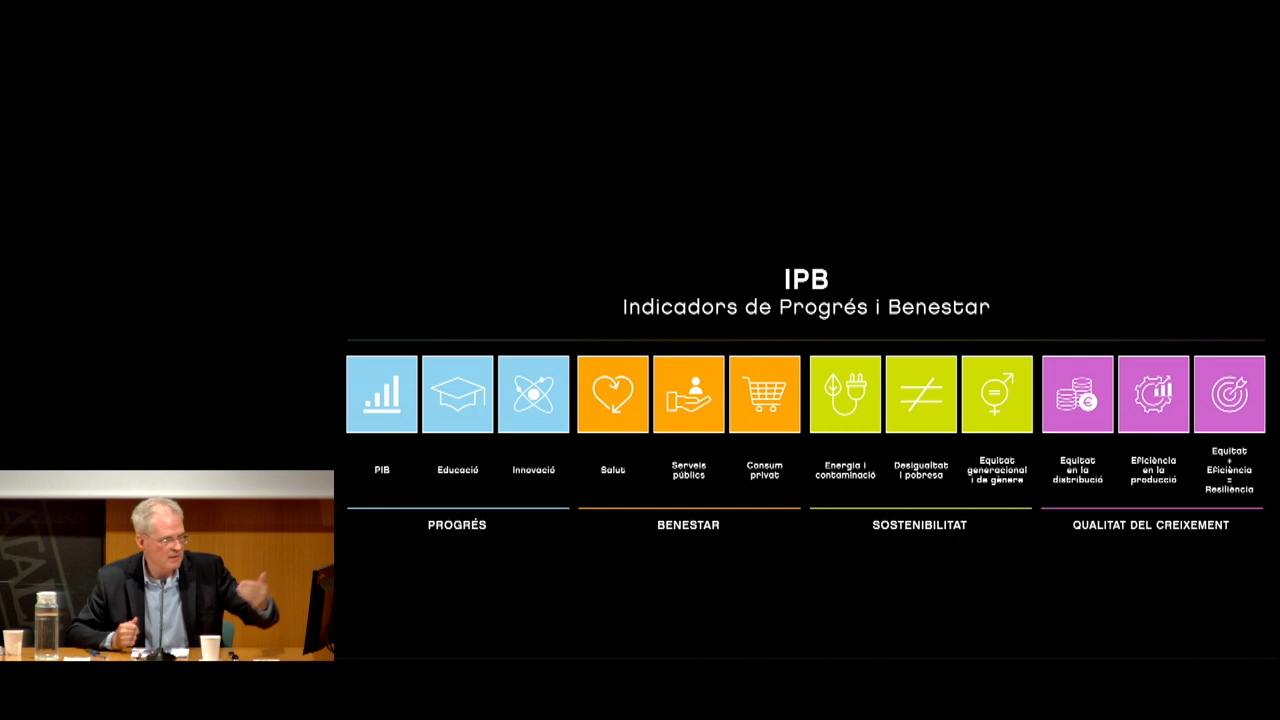 IPB
Indicadors de Progrés i Benestar
PIB
Educació
Innovació
Salut
Serveis
públics
Consum
privat
Energia i
contaminació
Desigualtat
i pobresa
Equitat
generacional
i de gènere
Equitat
en la
distribució
Eficiència
en la
producció
Equitat
+
Eficiència
=
Resiliència
PROGRÉS
BENESTAR
SOSTENIBILITAT
QUALITAT DEL CREIXEMENT